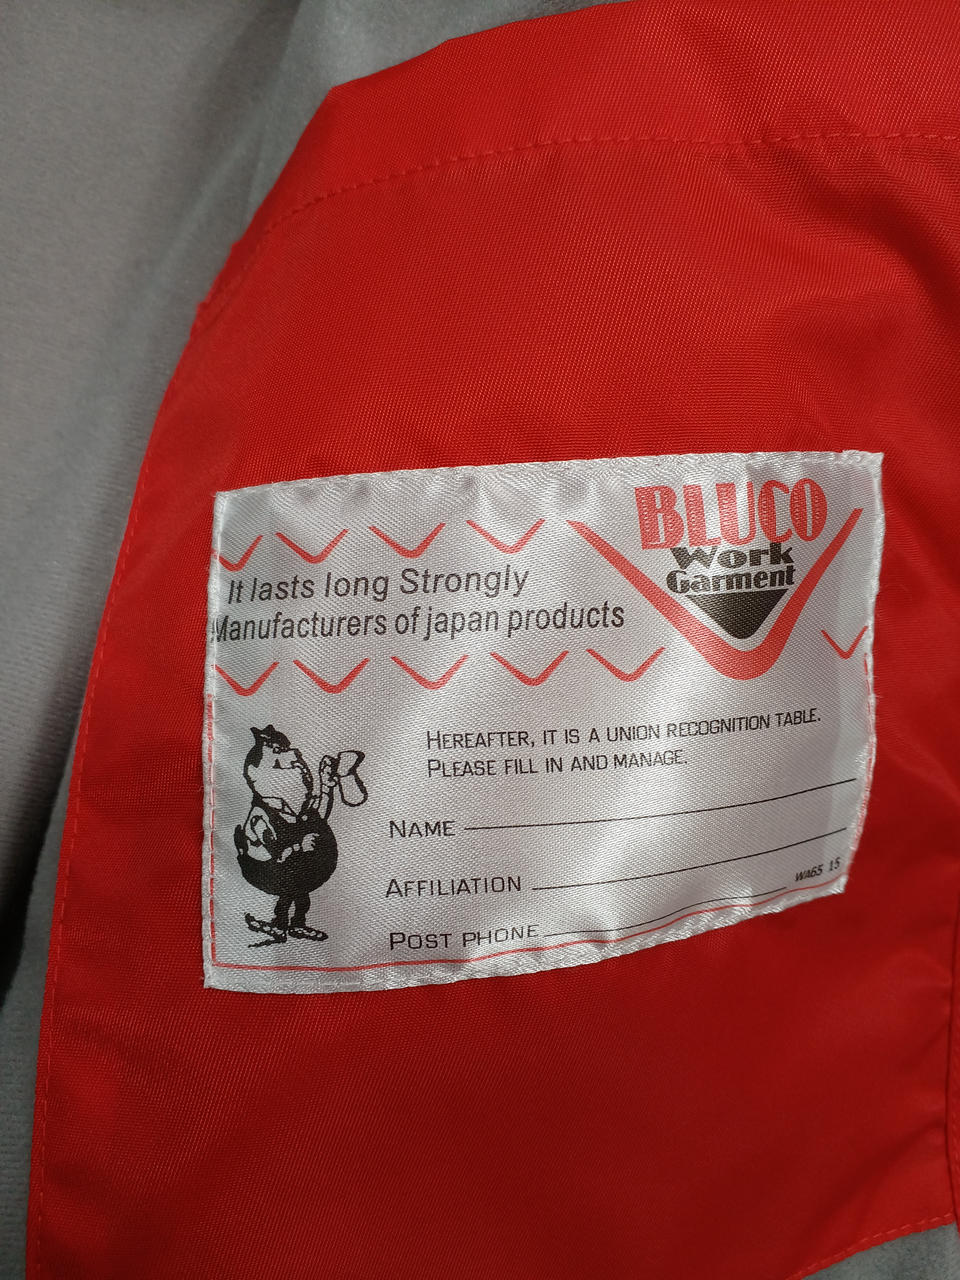 BLUCO
Work
Garment
It lasts long Strongly
Manufacturers of japan products
HEREAFTER, IT IS A UNION RECOGNITION TABLE.
PLEASE FILL IN AND MANAGE.
NAME
AFFILIATION
WA65 15
POST PHONE